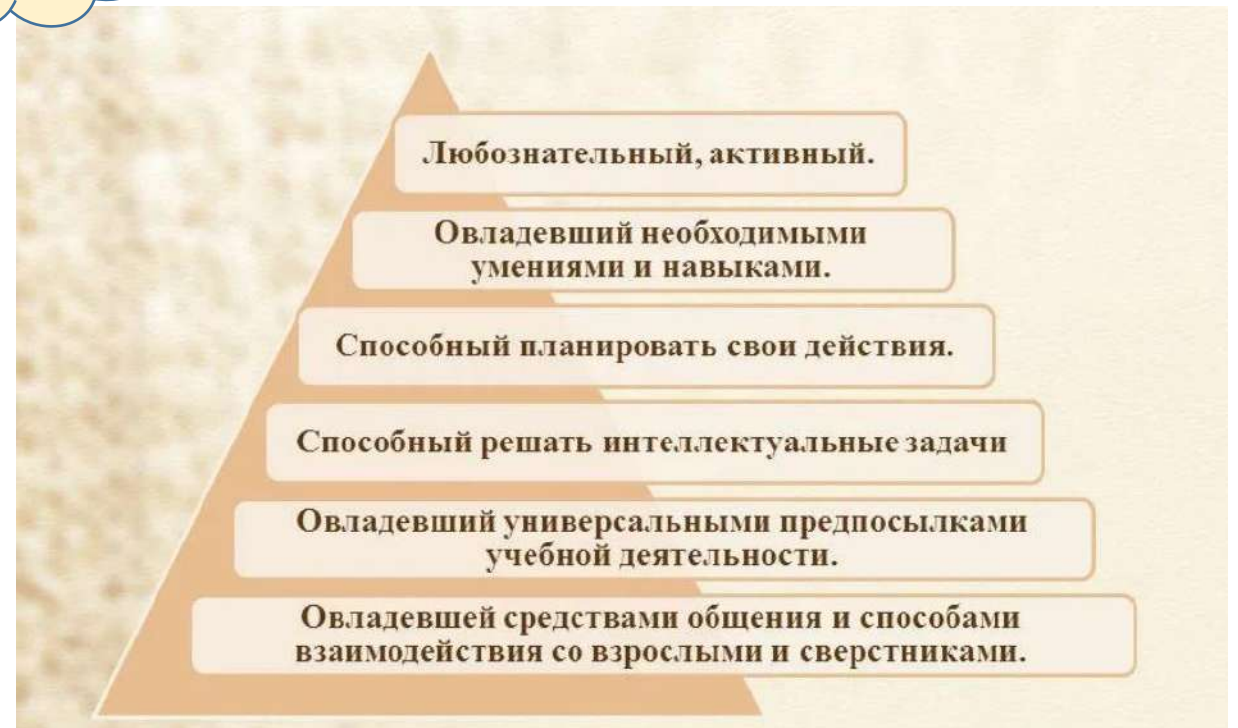 Любознательный, активный.
Овладевший необходимыми
умениями и навыками.
Способный планировать свои действия.
Способный решать интеллектуальные задачи
Овладевший универсальными предпосылками
учебной деятельности.
Овладевшей средствами общения и способами
взаимодействия со взрослыми и сверстниками.